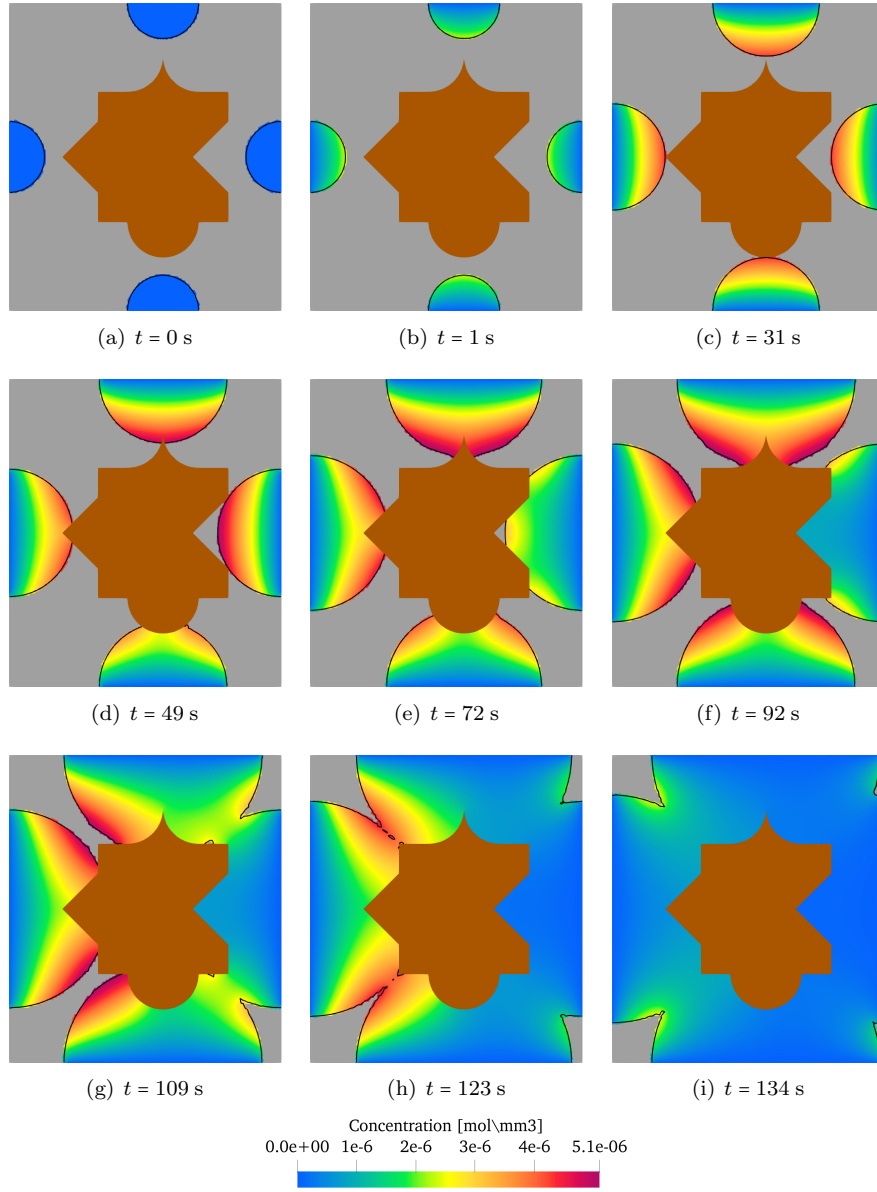 (a) t = 0 s
(b) t = 1 s
(c) t = 31 s
(d) t = 49 s
(e) t = 72 s
(f) t = 92 s
(g) t = 109 s
(h) t = 123 s
(i) t = 134 s
Concentration [mol\mm3]
0.0e+00 1e-6 2e-6 3e-6 4e-6 5.1e-06